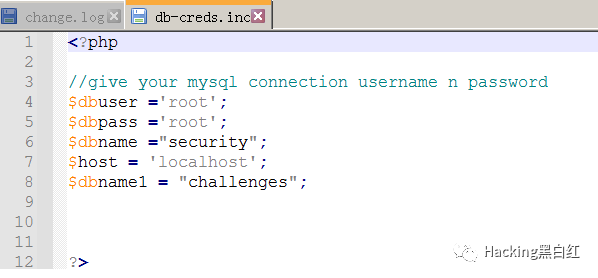 change.log db-creds.inc
1 <?php
2
3 //give your mysql connection username n password
4 $dbuser ='root';
5 $dbpass ='root';
6 $dbname ="security";
7 $host = 'localhost';
8 $dbname1 = "challenges";
9
10
11
12 ?>
Hacking黑白红